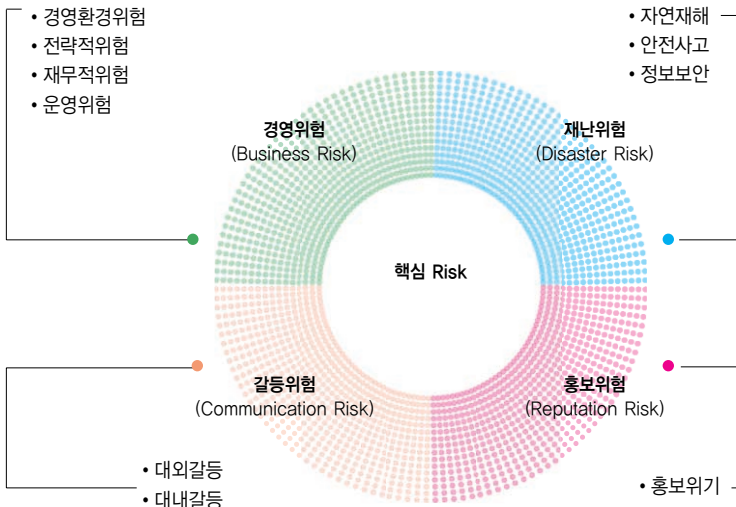 • 경영환경위험
• 전략적위험
• 재무적위험
• 운영위험
• 자연재해
• 안전사고
• 정보보안
경영위험
(Business Risk)
재난위험
(Disaster Risk)
핵심 Risk
갈등위험
(Communication Risk)
홍보위험
(Reputation Risk)
• 대외갈등
• 대내갈등
• 홍보위기